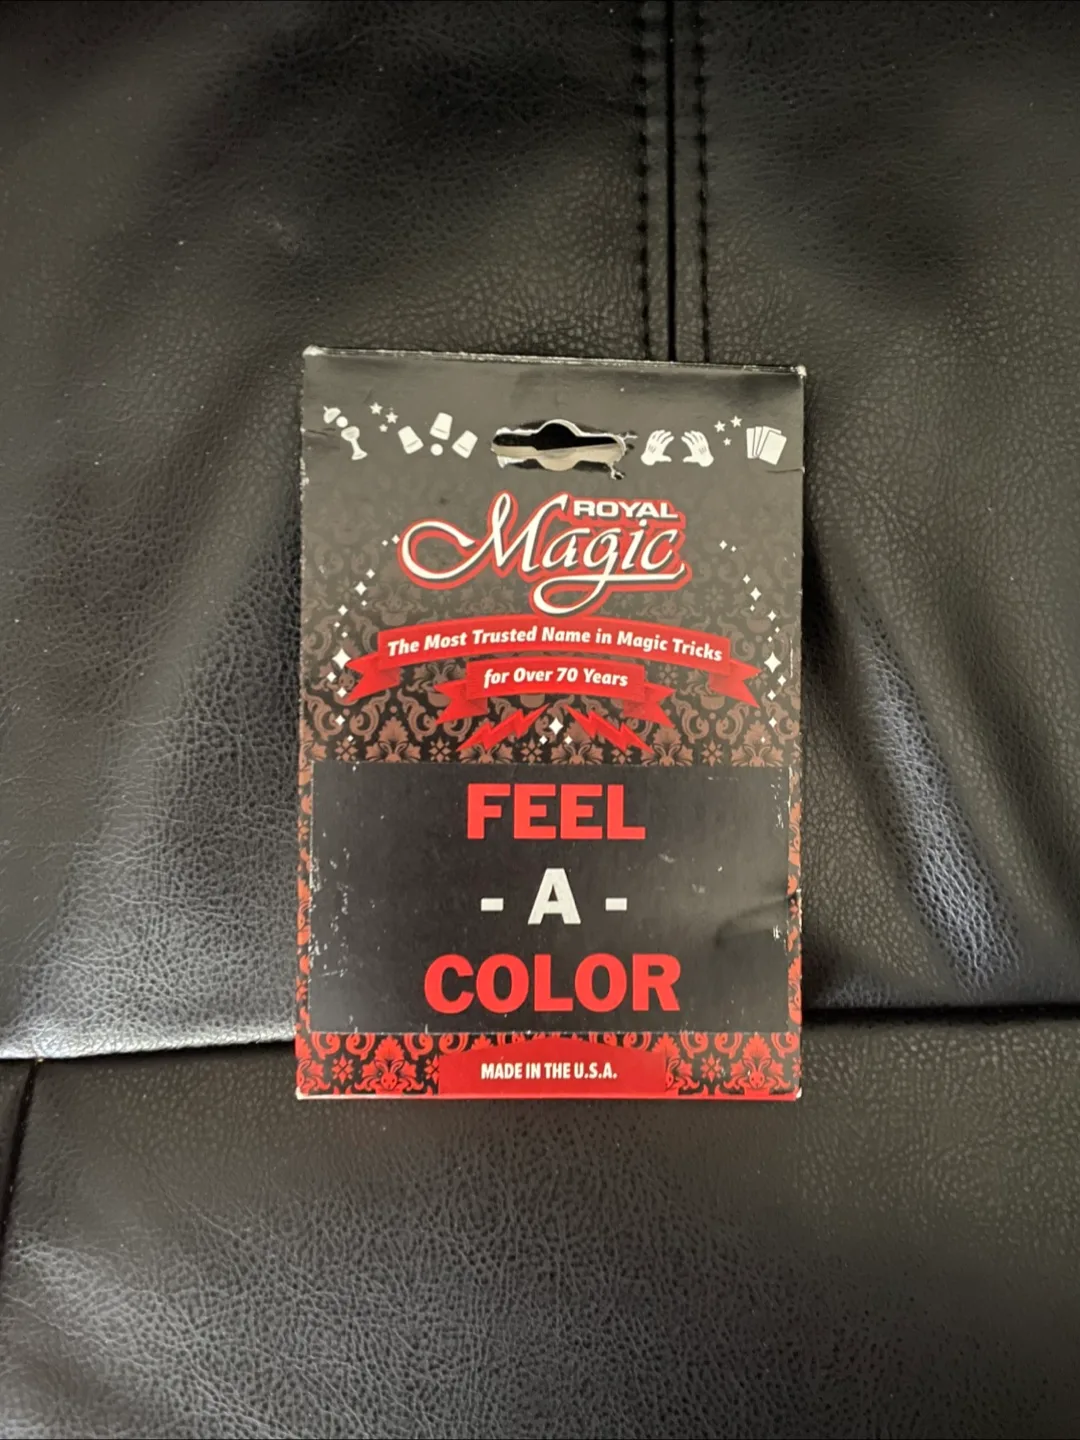 ROYAL
Magic
The Most Trusted Name in Magic Tricks
for Over 70 Years
FEEL
- A -
COLOR
MADE IN THE U.S.A.